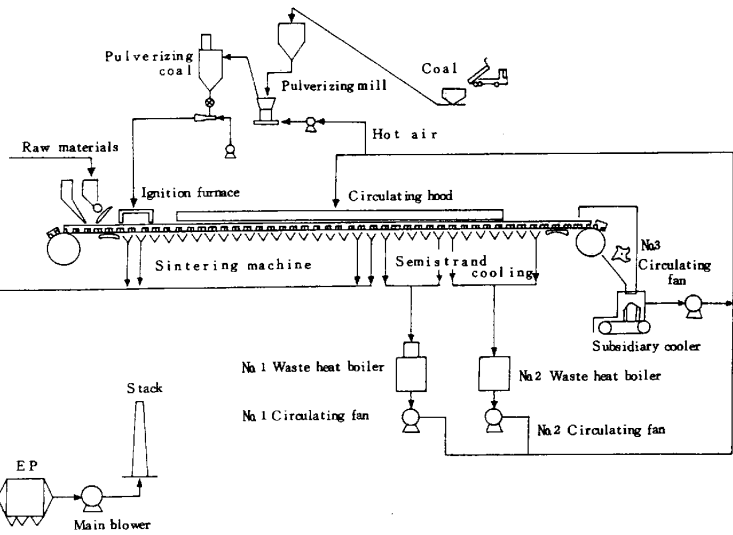 Pulverizing
coal
Pulverizing mill
Coal
Hot air
Raw materials
Ignition furnace
Circulating hood
Sintering machine
Semistrand
cooling
No.3
Circulating
fan
Subsidiary cooler
No.1 Waste heat boiler
No.2 Waste heat boiler
No.1 Circulating fan
No.2 Circulating fan
Stack
EP
Main blower